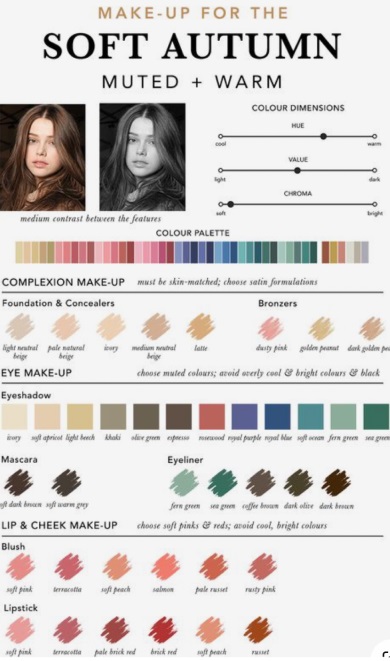 MAKE-UP FOR THE
SOFT AUTUMN
MUTED + WARM
COLOUR DIMENSIONS
HUE
cool warm
VALUE
light dark
CHROMA
soft bright
medium contrast between the features
COLOUR PALETTE
COMPLEXION MAKE-UP must be skin-matched; choose satin formulations
Foundation & Concealers Bronzers
light neutral beige pale natural beige ivory medium neutral beige latte dusty pink golden peanut dark golden
EYE MAKE-UP choose muted colours; avoid overly cool & bright colours & black
Eyeshadow
ivory soft apricot light beech khaki olive green espresso rosewood royal purple royal blue soft ocean fern green sea green
Mascara Eyeliner
soft dark brown soft warm grey fern green sea green coffee brown dark olive dark brown
LIP & CHEEK MAKE-UP choose soft pinks & reds; avoid cool, bright colours
Blush
soft pink terracotta soft peach salmon pale russet rusty pink
Lipstick
soft pink terracotta pale brick red brick red soft peach russet